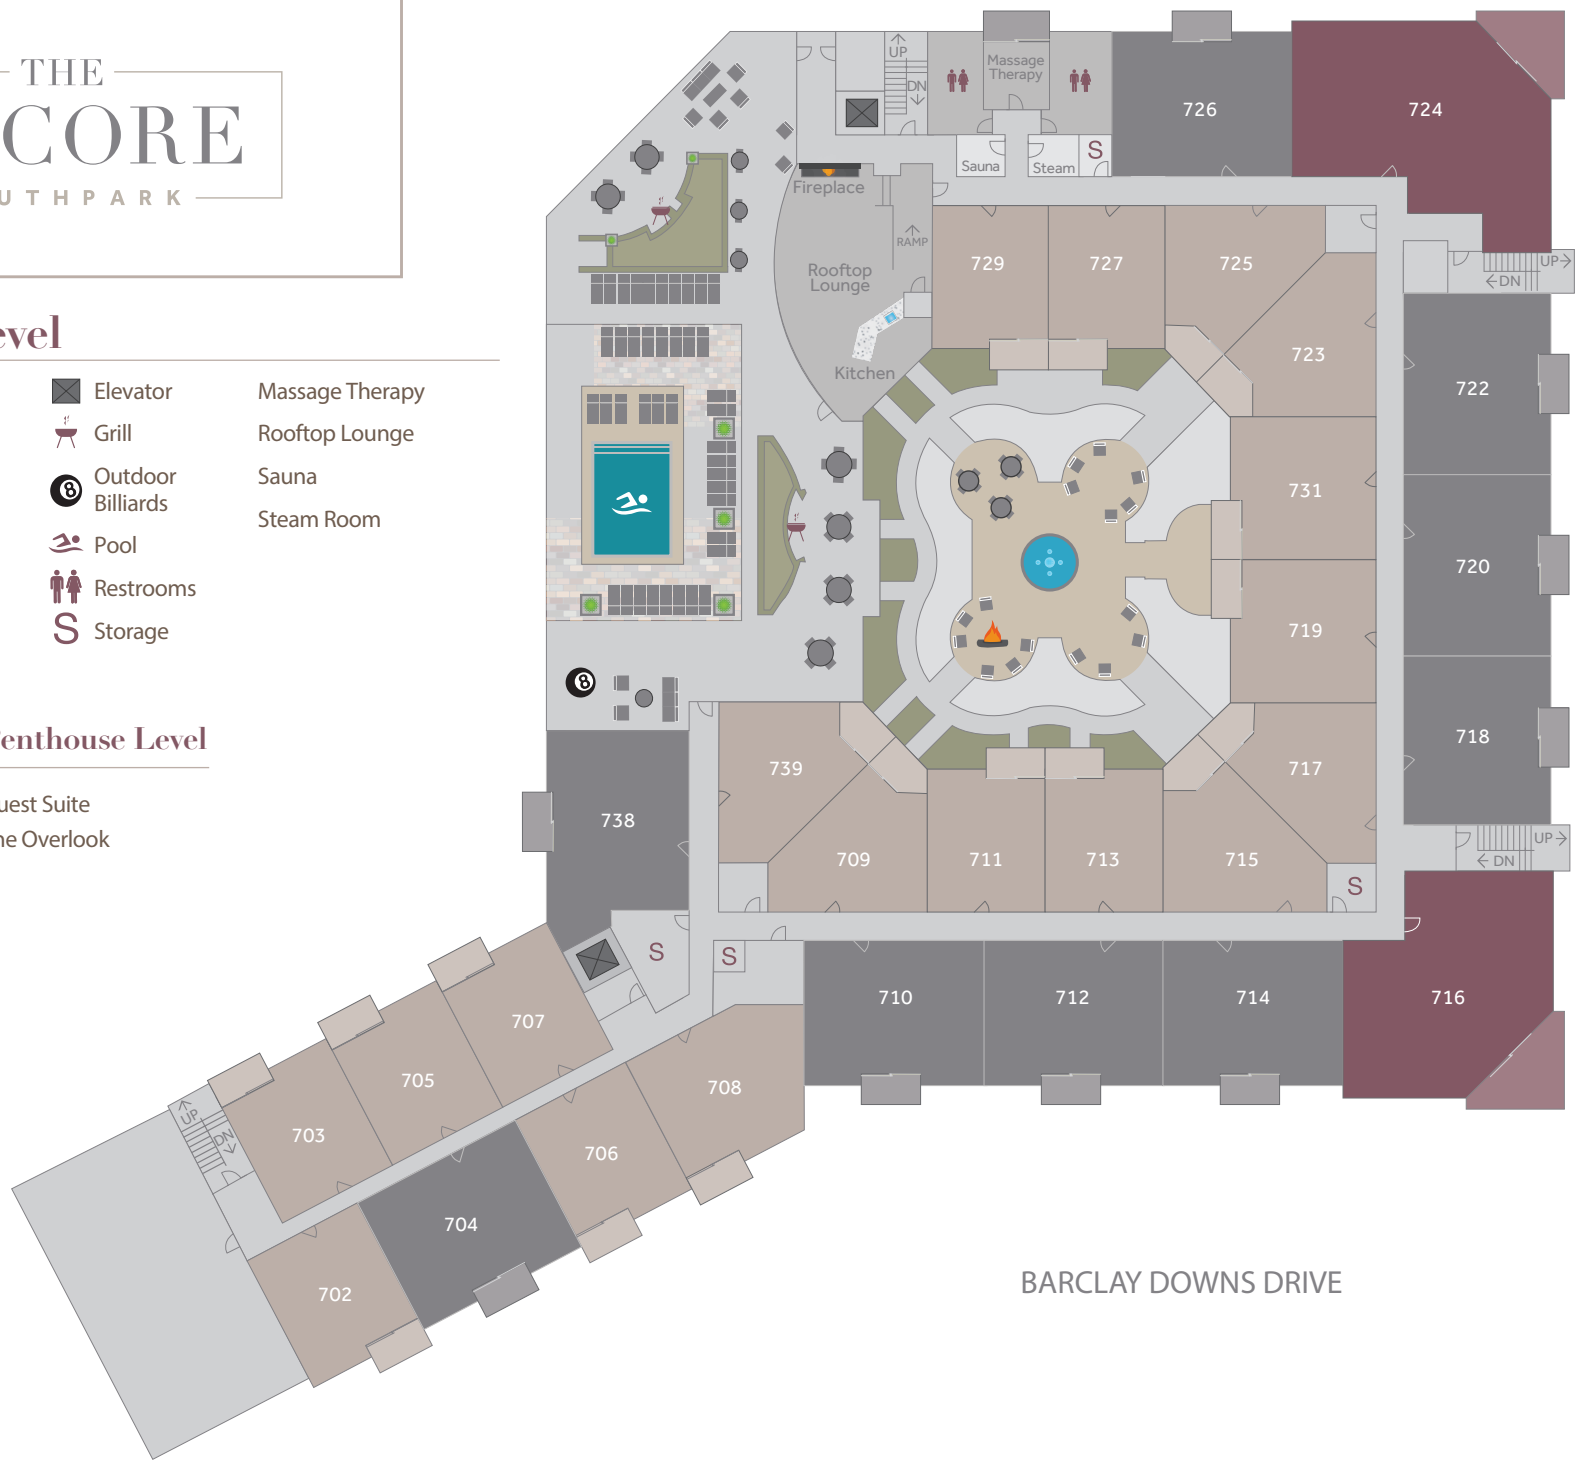 THE
CORE
UTHPARK
evel
Elevator
Grill
Outdoor
Billiards
Pool
Restrooms
S Storage
Massage Therapy
Rooftop Lounge
Sauna
Steam Room
enthouse Level
uest Suite
he Overlook
UP
DN
Massage
Therapy
Sauna
Steam
S
726
724
Fireplace
RAMP
Rooftop
Lounge
Kitchen
729
727
725
723
UP
DN
722
731
720
719
718
8
8
739
717
738
709
711
713
715
S
UP
DN
S
S
710
712
714
716
707
705
703
708
706
704
702
UP
DN
BARCLAY DOWNS DRIVE